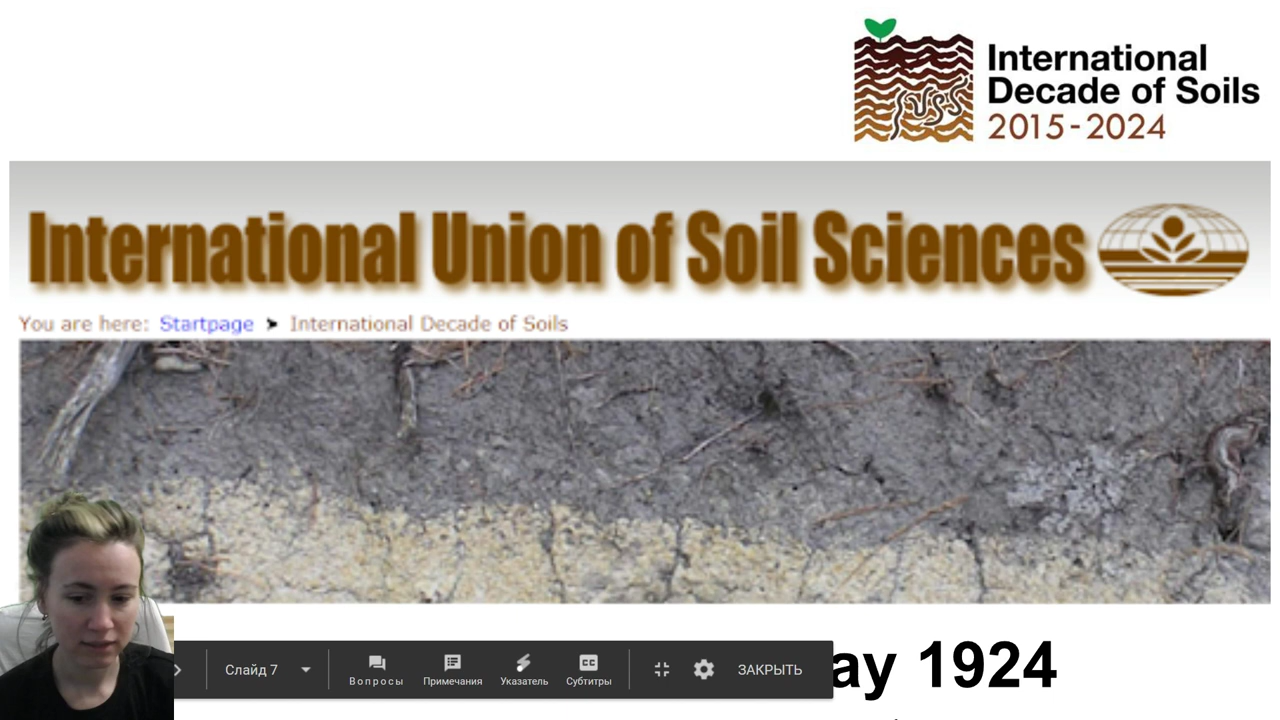 International
Decade of Soils
2015-2024
International Union of Soil Sciences
You are here: Startpage ➤ International Decade of Soils
ay 1924
Слайд 7
Вопросы
Примечания
Указатель
CC
Субтитры
ЗАКРЫТЬ